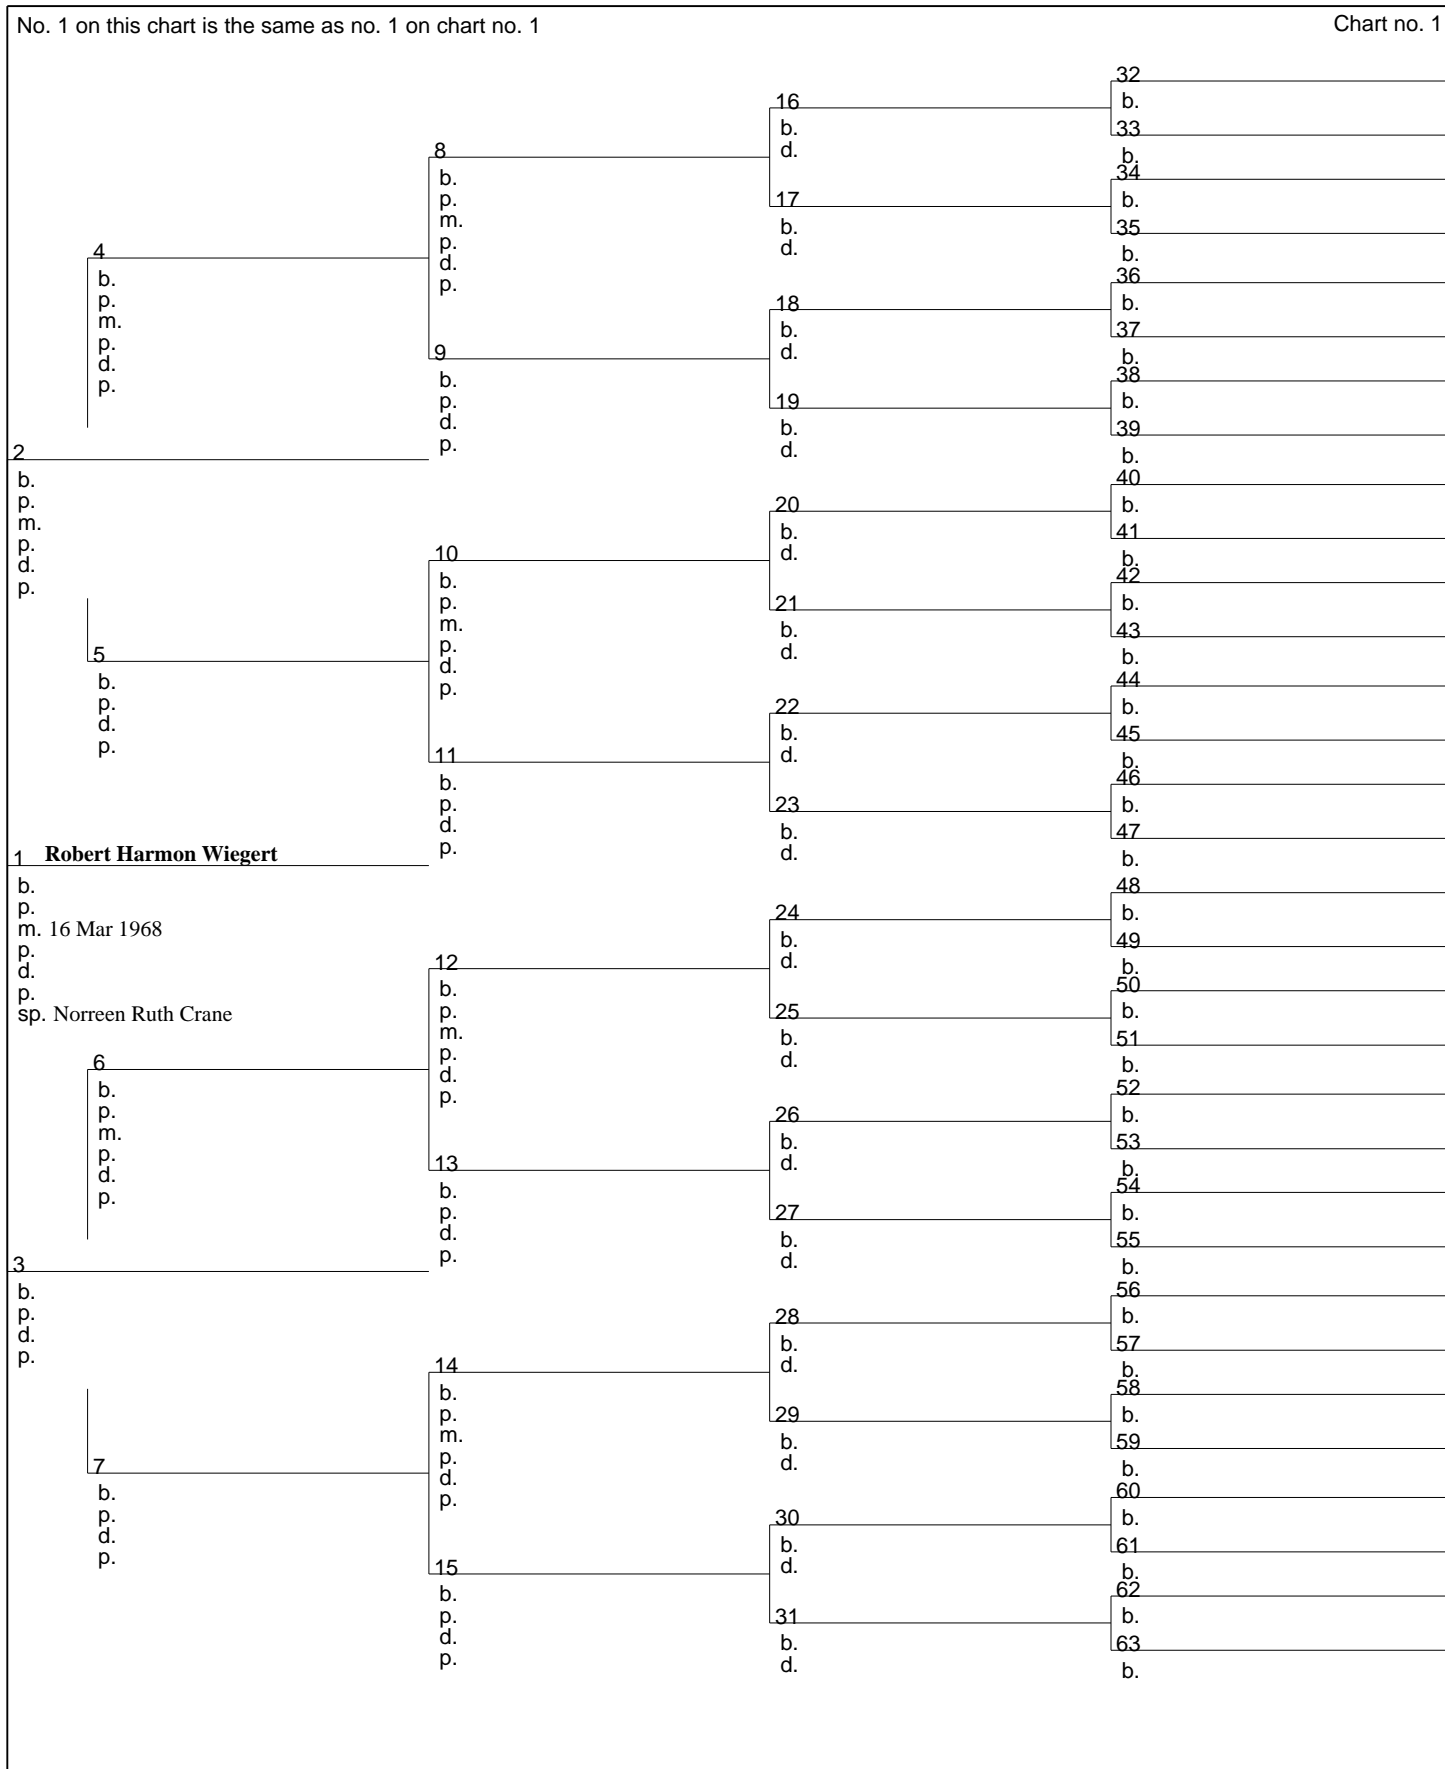 No. 1 on this chart is the same as no. 1 on chart no. 1
Chart no. 1
2
b.
p.
m.
p.
d.
p.
1 Robert Harmon Wiegert
b.
p.
m. 16 Mar 1968
p.
d.
p.
sp. Norreen Ruth Crane
3
b.
p.
d.
p.
4
b.
p.
m.
p.
d.
p.
5
b.
p.
d.
p.
6
b.
p.
m.
p.
d.
p.
7
b.
p.
d.
p.
8
b.
p.
m.
p.
d.
p.
9
b.
p.
d.
p.
10
b.
p.
m.
p.
d.
p.
11
b.
p.
d.
p.
12
b.
p.
m.
p.
d.
p.
13
b.
p.
d.
p.
14
b.
p.
m.
p.
d.
p.
15
b.
p.
d.
p.
16
b.
d.
17
b.
d.
18
b.
d.
19
b.
d.
20
b.
d.
21
b.
d.
22
b.
d.
23
b.
d.
24
b.
d.
25
b.
d.
26
b.
d.
27
b.
d.
28
b.
d.
29
b.
d.
30
b.
d.
31
b.
d.
32
b.
33
b.
34
b.
35
b.
36
b.
37
b.
38
b.
39
b.
40
b.
41
b.
42
b.
43
b.
44
b.
45
b.
46
b.
47
b.
48
b.
49
b.
50
b.
51
b.
52
b.
53
b.
54
b.
55
b.
56
b.
57
b.
58
b.
59
b.
60
b.
61
b.
62
b.
63
b.